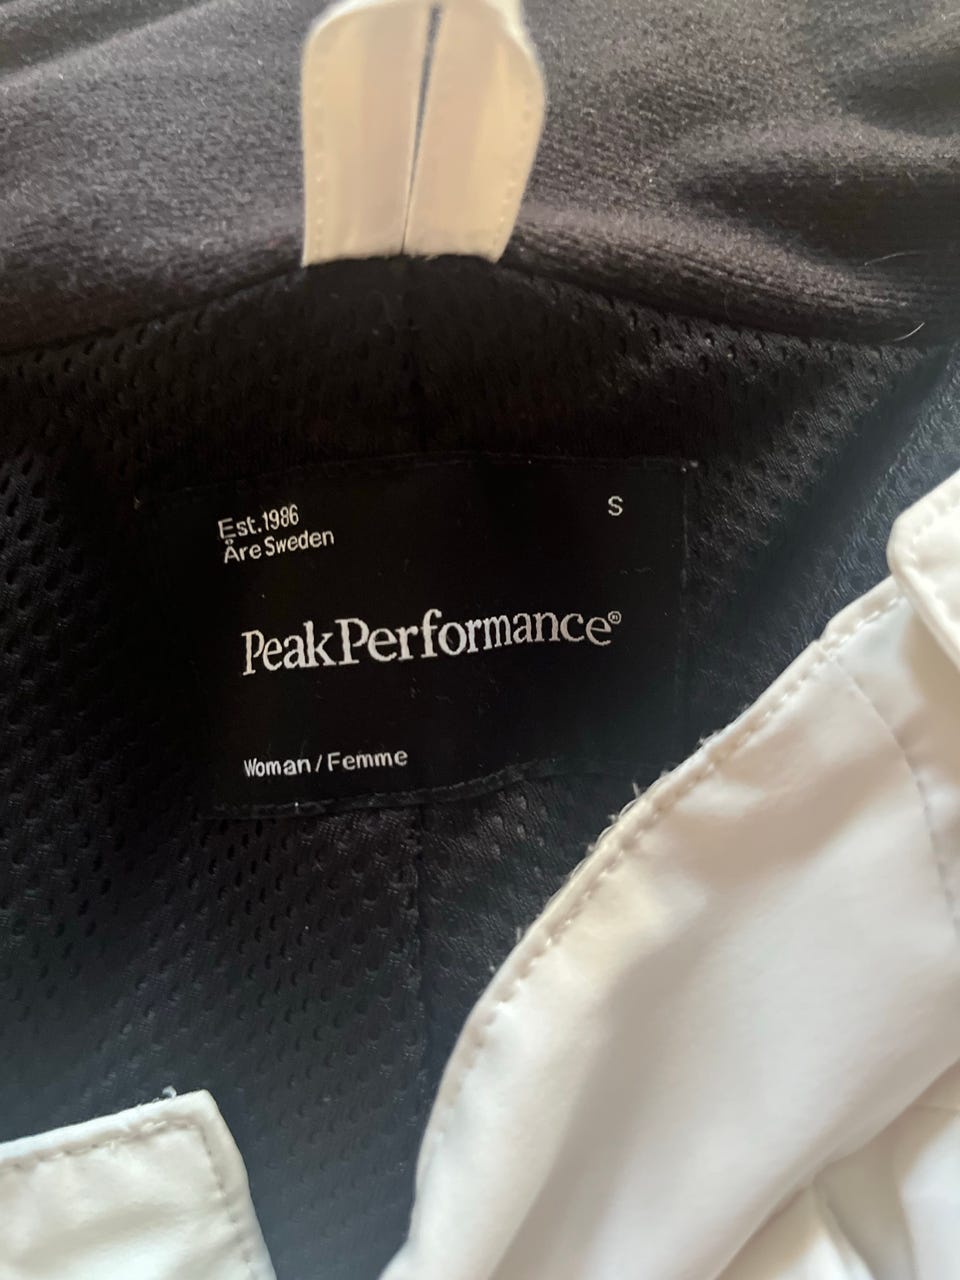 Est.1986
Åre Sweden
S
PeakPerformance®
Woman / Femme